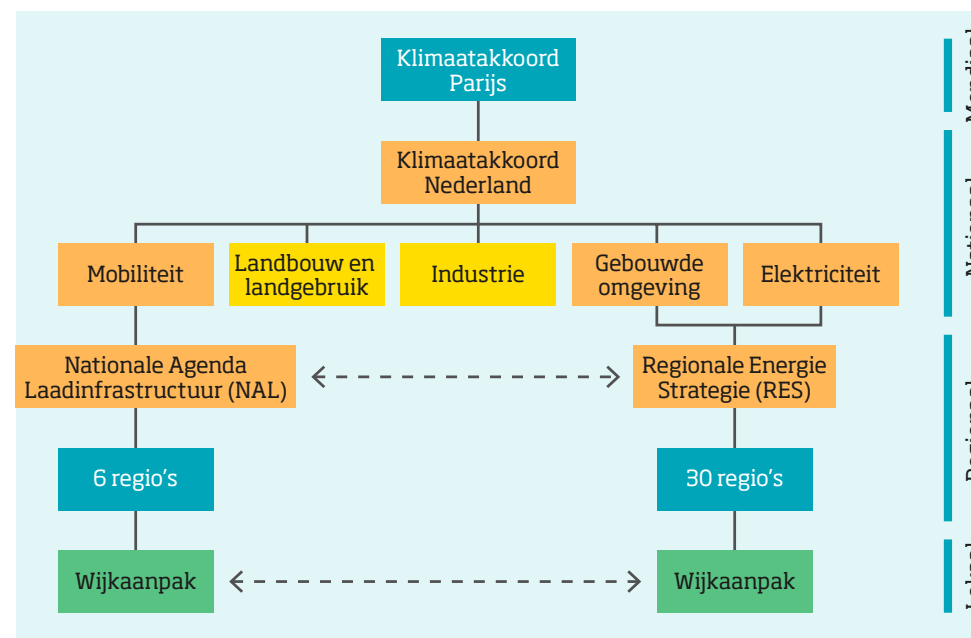 Klimaatakkoord
Parijs
Klimaatakkoord
Nederland
Mobiliteit
Landbouw en
landgebruik
Industrie
Gebouwde
omgeving
Elektriciteit
Nationale Agenda
Laadinfrastructuur (NAL)
Regionale Energie
Strategie (RES)
6 regio's
30 regio's
Wijkaanpak
Wijkaanpak